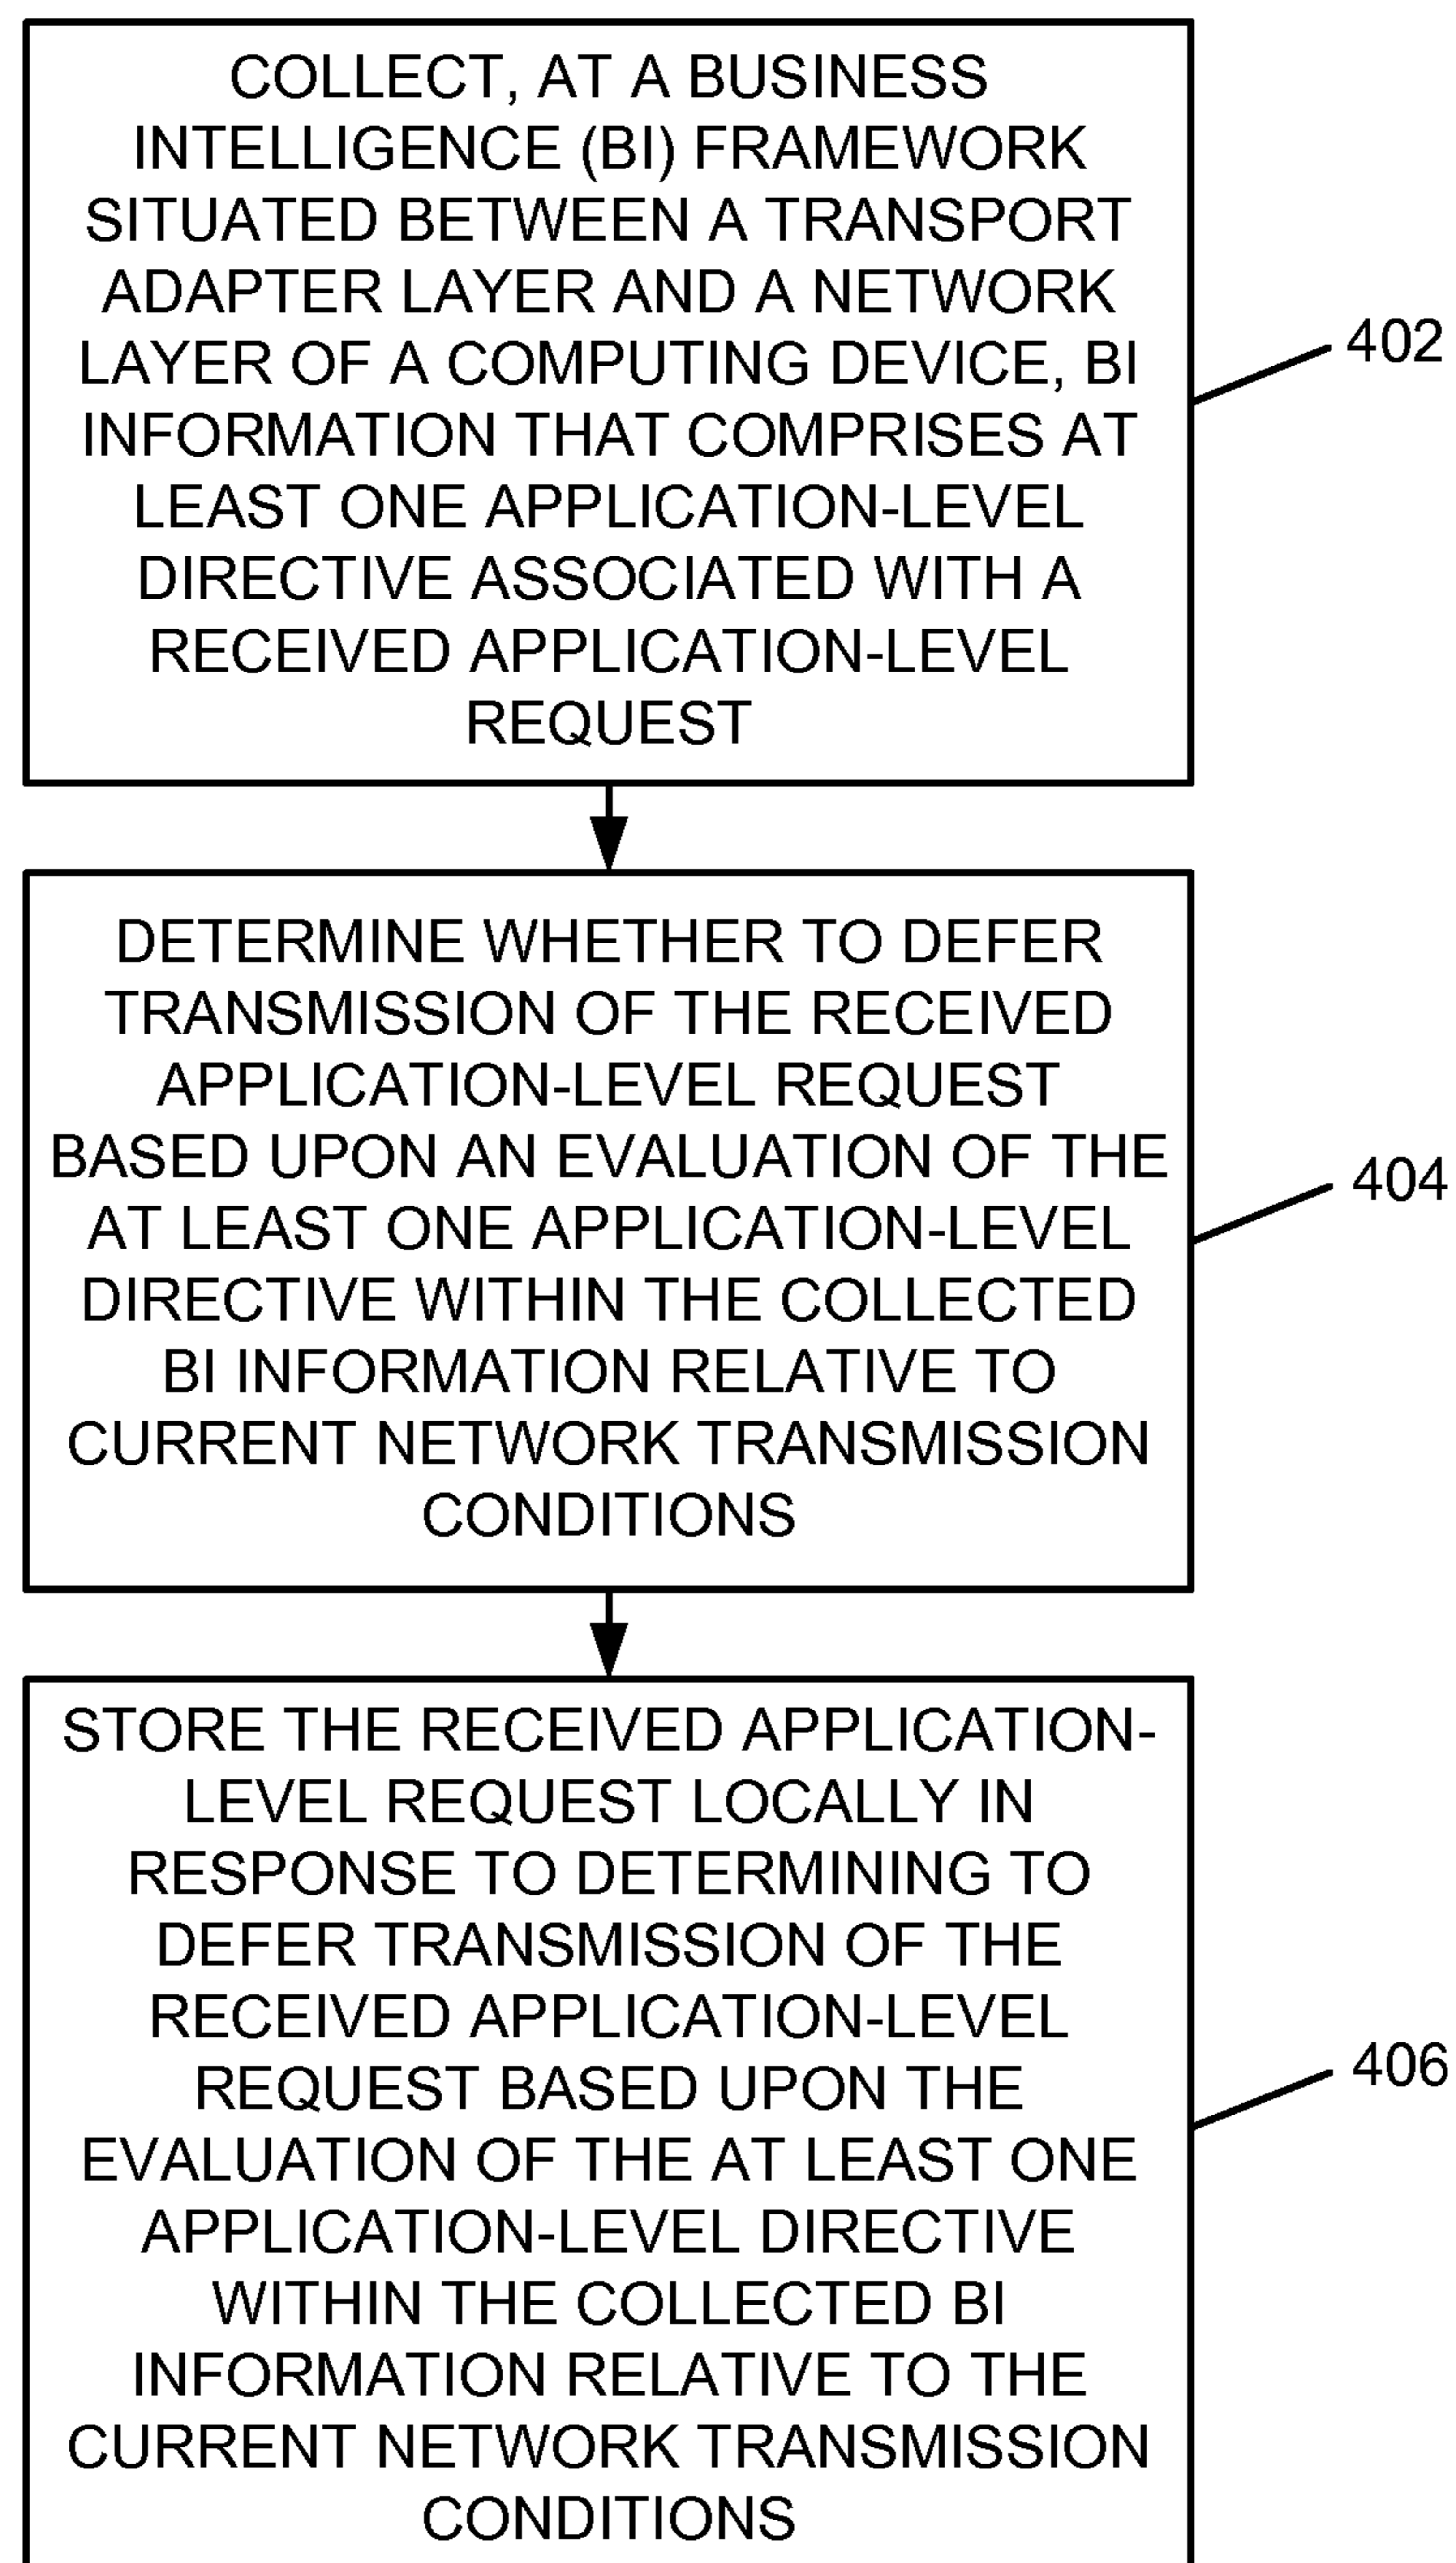 COLLECT, AT A BUSINESS
INTELLIGENCE (BI) FRAMEWORK
SITUATED BETWEEN A TRANSPORT
ADAPTER LAYER AND A NETWORK
LAYER OF A COMPUTING DEVICE, BI
INFORMATION THAT COMPRISES AT
LEAST ONE APPLICATION-LEVEL
DIRECTIVE ASSOCIATED WITH A
RECEIVED APPLICATION-LEVEL
REQUEST
402
DETERMINE WHETHER TO DEFER
TRANSMISSION OF THE RECEIVED
APPLICATION-LEVEL REQUEST
BASED UPON AN EVALUATION OF THE
AT LEAST ONE APPLICATION-LEVEL
DIRECTIVE WITHIN THE COLLECTED
BI INFORMATION RELATIVE TO
CURRENT NETWORK TRANSMISSION
CONDITIONS
404
STORE THE RECEIVED APPLICATION-
LEVEL REQUEST LOCALLY IN
RESPONSE TO DETERMINING TO
DEFER TRANSMISSION OF THE
RECEIVED APPLICATION-LEVEL
REQUEST BASED UPON THE
EVALUATION OF THE AT LEAST ONE
APPLICATION-LEVEL DIRECTIVE
WITHIN THE COLLECTED BI
INFORMATION RELATIVE TO THE
CURRENT NETWORK TRANSMISSION
CONDITIONS
406